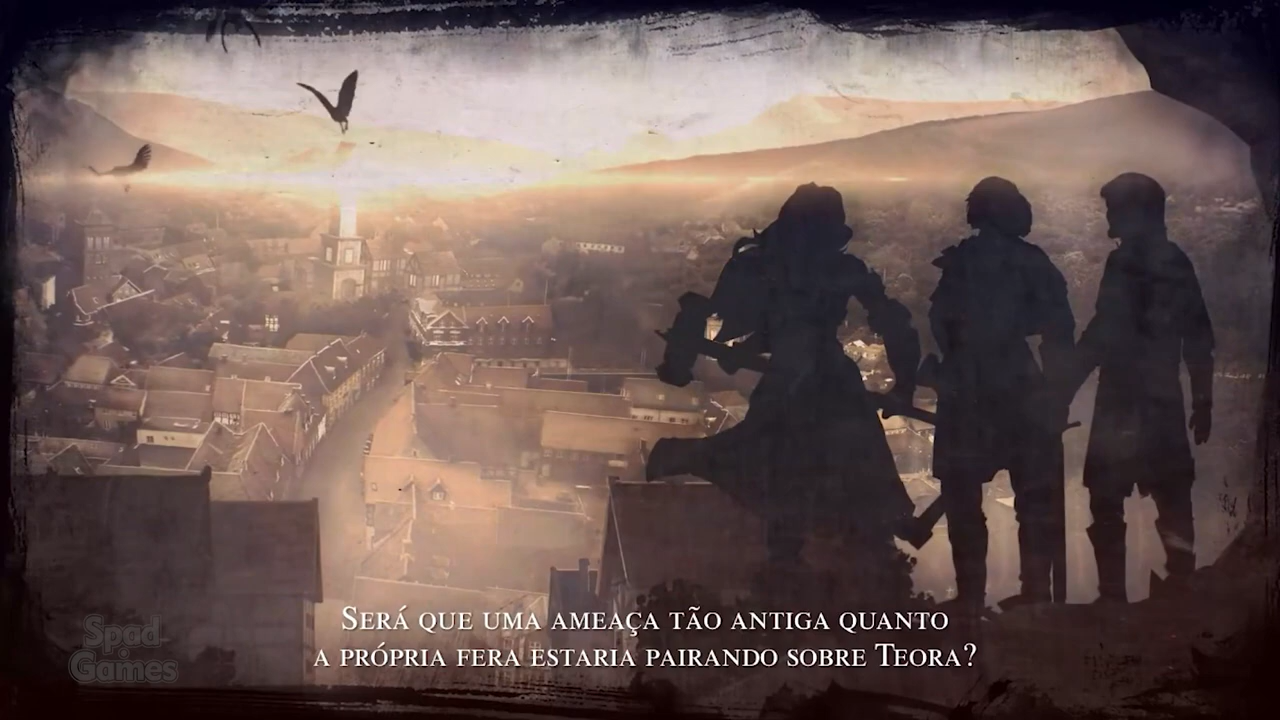 Será que uma ameaça tão antiga quanto
a própria fera estaria pairando sobre Teora?
Spad
Games